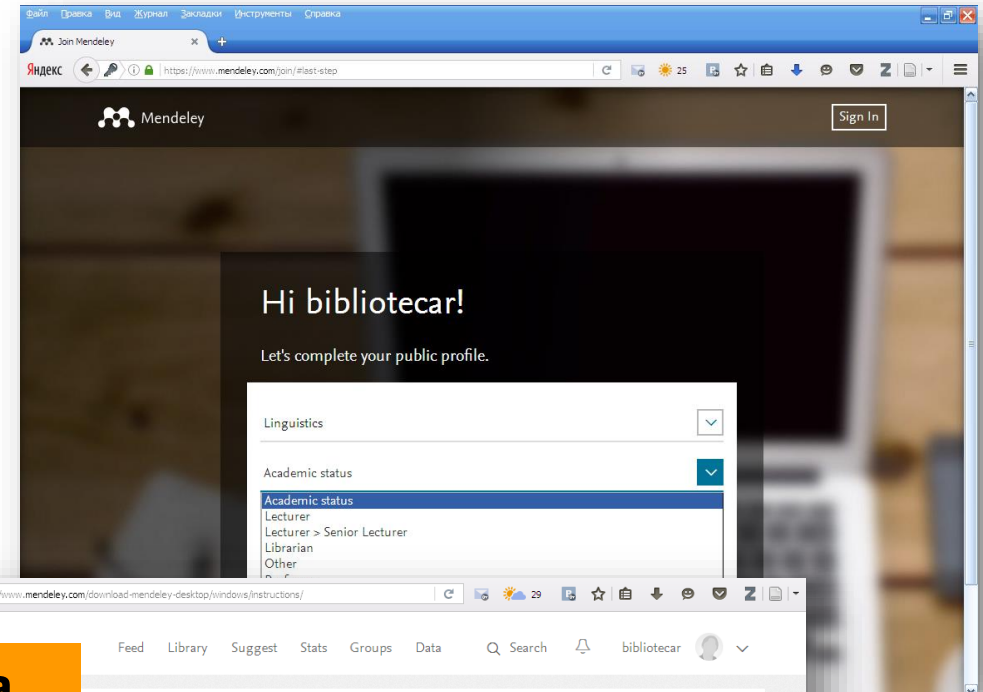 Файл Правка Вид Журнал Закладки Инструменты Справка
Join Mendeley × +
Яндекс https://www.mendeley.com/join/#last-step 25
Mendeley Sign In
Hi bibliotecar!
Let's complete your public profile.
Linguistics
Academic status
Academic status
Lecturer
Lecturer > Senior Lecturer
Librarian
Other
www.mendeley.com/download-mendeley-desktop/windows/instructions/ 29
Feed Library Suggest Stats Groups Data Search bibliotecar